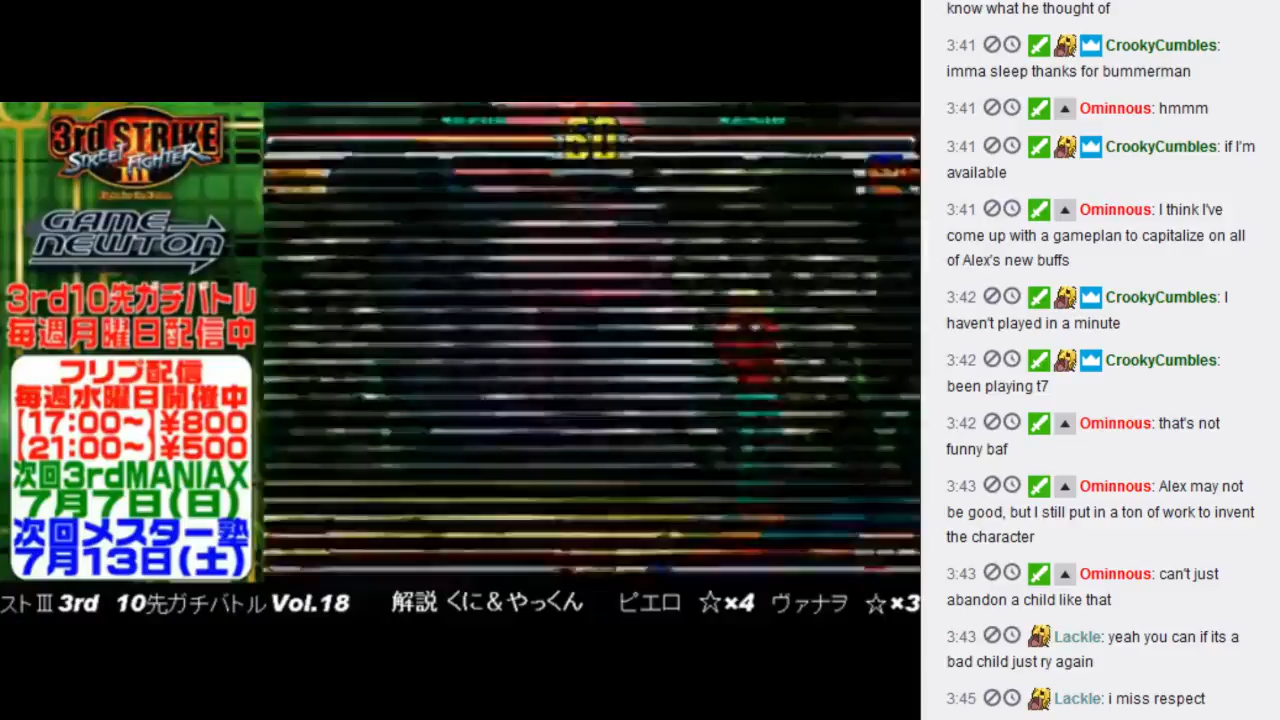 3rd STRIKE
STREET FIGHTER
III
GAME
NEWTON
3rd10先ガチバトル
毎週月曜日配信中
フリプ配信
毎週水曜日開催中
[17:00~]¥800
[21:00~]¥500
次回3rdMANIAX
7月7日(日)
次回メスター塾
7月13日(土)
60
ストⅢ 3rd 10先ガチバトル Vol.18 解説 くに&やっくん ピエロ ☆×4 ヴァナヲ ☆×3
know what he thought of
3:41 CrookyCumbles:
imma sleep thanks for bummerman
3:41 Ominnous: hmmm
3:41 CrookyCumbles: if I'm
available
3:41 Ominnous: I think I've
come up with a gameplan to capitalize on all
of Alex's new buffs
3:42 CrookyCumbles: I
haven't played in a minute
3:42 CrookyCumbles:
been playing t7
3:42 Ominnous: that's not
funny baf
3:43 Ominnous: Alex may not
be good, but I still put in a ton of work to invent
the character
3:43 Ominnous: can't just
abandon a child like that
3:43 Lackle: yeah you can if its a
bad child just ry again
3:45 Lackle: i miss respect